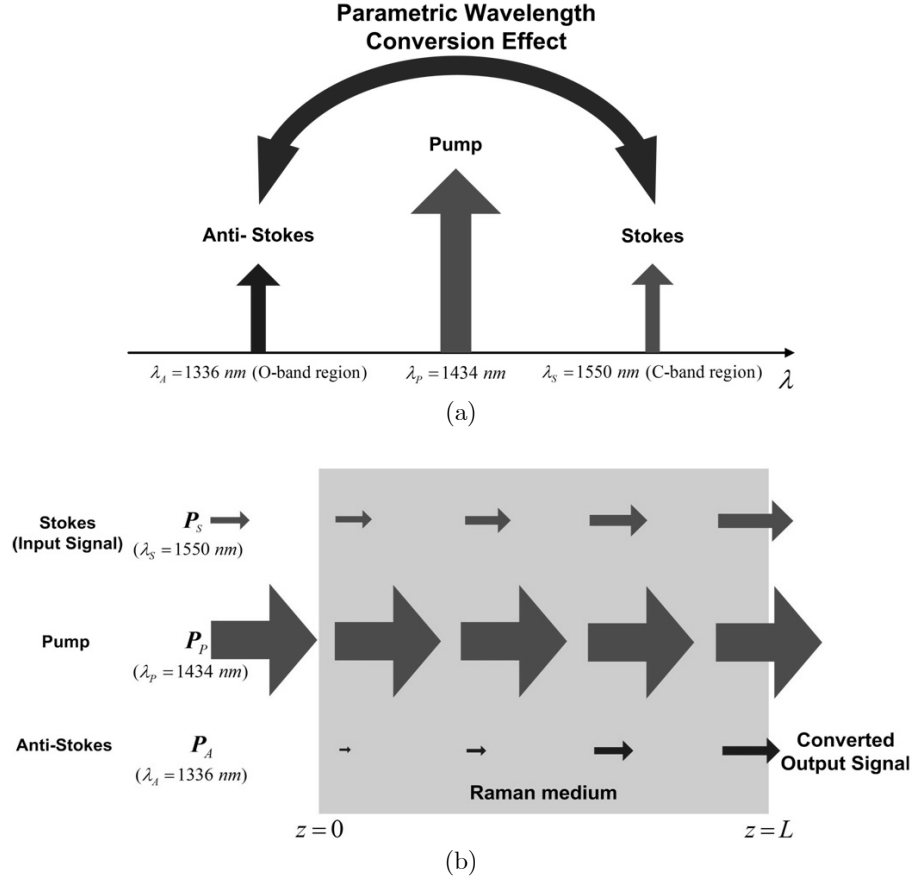 Parametric Wavelength
Conversion Effect
Pump
Anti- Stokes
Stokes
λ_A = 1336 nm (O-band region)
λ_P = 1434 nm
λ_S = 1550 nm (C-band region)
λ
(a)
Stokes
(Input Signal)
P_S
(λ_S = 1550 nm)
Pump
P_P
(λ_P = 1434 nm)
Anti-Stokes
P_A
(λ_A = 1336 nm)
Converted
Output Signal
Raman medium
z = 0
z = L
(b)